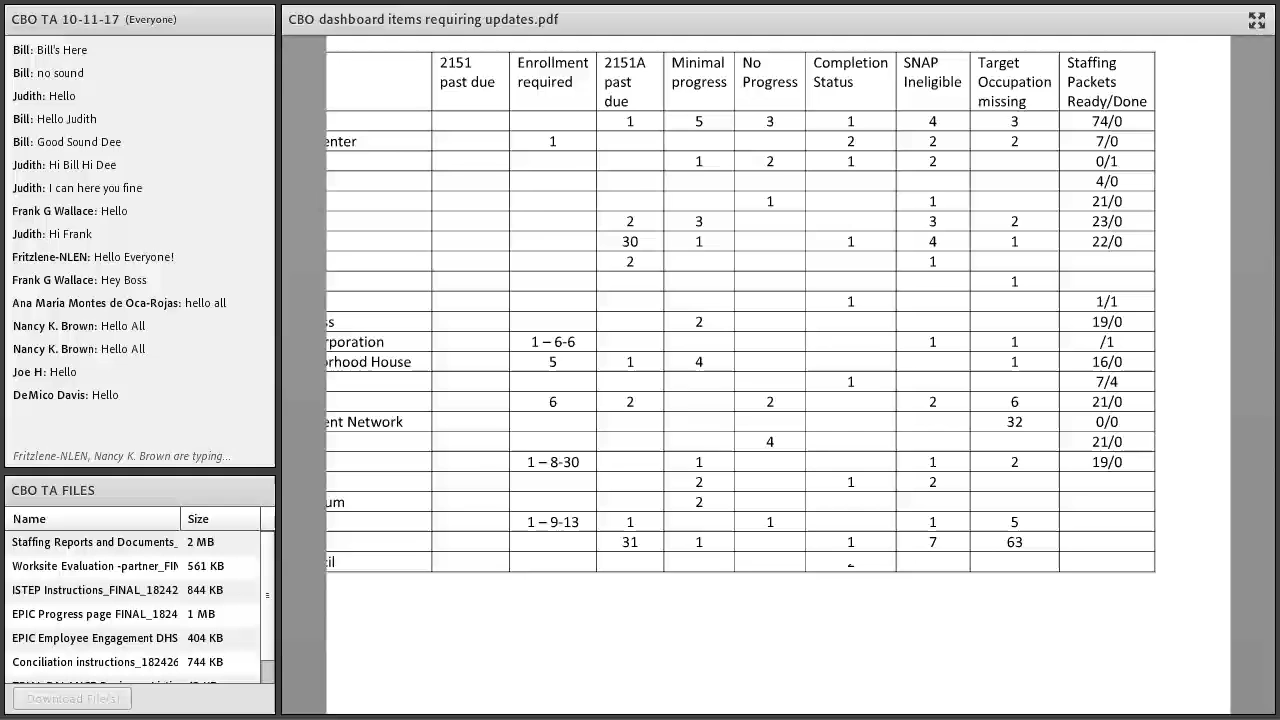 CBO TA 10-11-17 (Everyone)
Bill: Bill's Here
Bill: no sound
Judith: Hello
Bill: Hello Judith
Bill: Good Sound Dee
Judith: Hi Bill Hi Dee
Judith: I can here you fine
Frank G Wallace: Hello
Judith: Hi Frank
Fritzlene-NLEN: Hello Everyone!
Frank G Wallace: Hey Boss
Ana Maria Montes de Oca-Rojas: hello all
Nancy K. Brown: Hello All
Nancy K. Brown: Hello All
Joe H: Hello
DeMico Davis: Hello
Fritzlene-NLEN, Nancy K. Brown are typing...
CBO TA FILES
Name Size
Staffing Reports and Documents_ 2 MB
Worksite Evaluation -partner_FIN 561 KB
ISTEP Instructions_FINAL_18242 844 KB
EPIC Progress page FINAL_1824 1 MB
EPIC Employee Engagement DHS 404 KB
Conciliation instructions_182426 744 KB
Download File(s)
CBO dashboard items requiring updates.pdf
2151 past due Enrollment required 2151A past due Minimal progress No Progress Completion Status SNAP Ineligible Target Occupation missing Staffing Packets Ready/Done
1 5 3 1 4 3 74/0
enter 1 2 2 2 7/0
1 2 1 2 0/1
4/0
1 1 21/0
2 3 3 2 23/0
30 1 1 4 1 22/0
2 1
1
1 1/1
ss 2 19/0
rporation 1 – 6-6 1 1 /1
orhood House 5 1 4 1 16/0
1 7/4
6 2 2 2 6 21/0
ent Network 32 0/0
4 21/0
1 – 8-30 1 1 2 19/0
2 1 2
um 2
1 – 9-13 1 1 1 5
31 1 1 7 63
cil